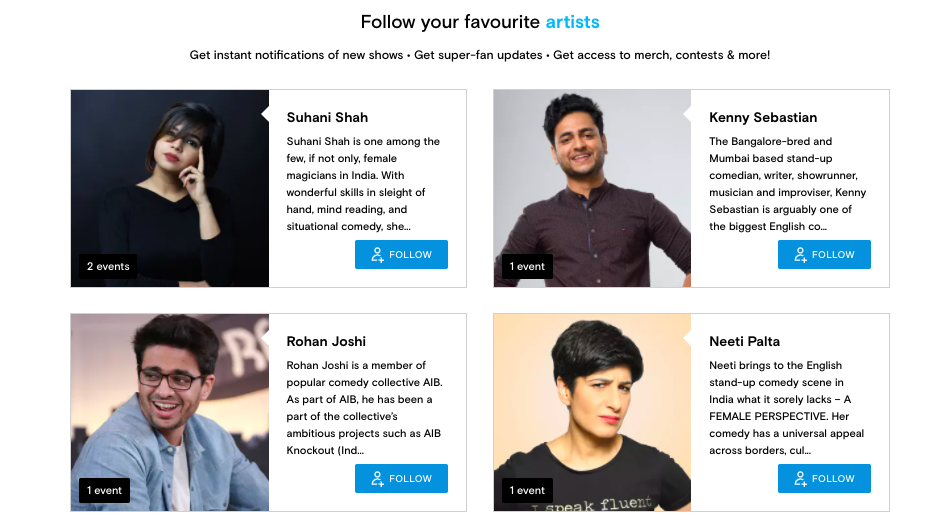 Follow your favourite artists
Get instant notifications of new shows • Get super-fan updates • Get access to merch, contests & more!
Suhani Shah
Suhani Shah is one among the
few, if not only, female
magicians in India. With
wonderful skills in sleight of
hand, mind reading, and
situational comedy, she...
2 events
FOLLOW
Kenny Sebastian
The Bangalore-bred and
Mumbai based stand-up
comedian, writer, showrunner,
musician and improviser, Kenny
Sebastian is arguably one of
the biggest English co...
1 event
FOLLOW
Rohan Joshi
Rohan Joshi is a member of
popular comedy collective AIB.
As part of AIB, he has been a
part of the collective's
ambitious projects such as AIB
Knockout (Ind...
1 event
FOLLOW
Neeti Palta
Neeti brings to the English
stand-up comedy scene in
India what it sorely lacks – A
FEMALE PERSPECTIVE. Her
comedy has a universal appeal
across borders, cul...
I speak fluent
1 event
FOLLOW